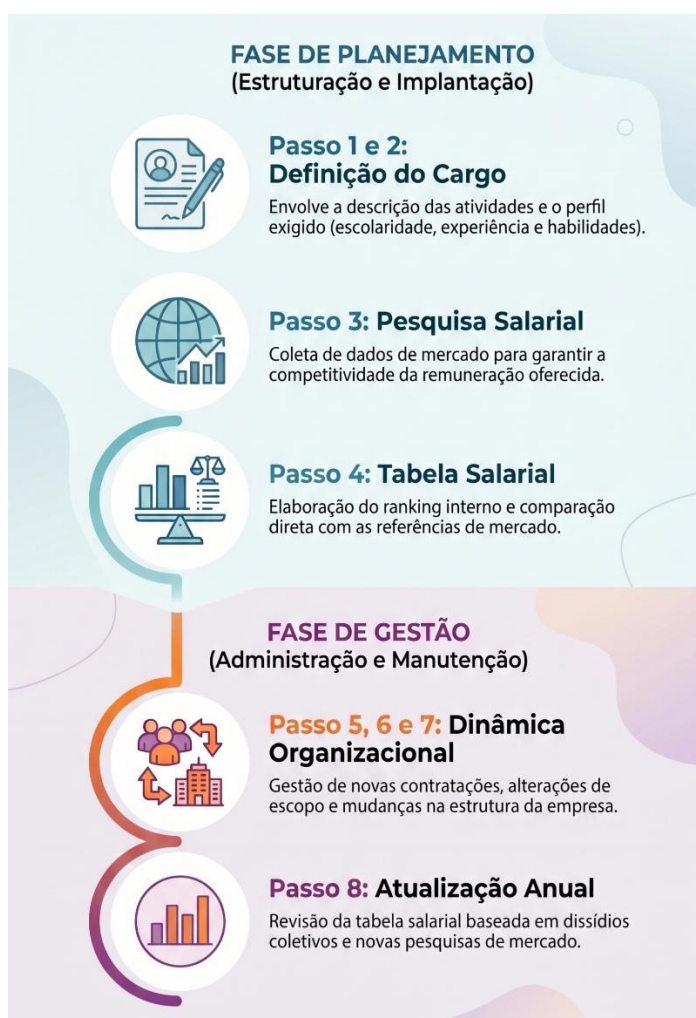 FASE DE PLANEJAMENTO
(Estruturação e Implantação)
Passo 1 e 2:
Definição do Cargo
Envolve a descrição das atividades e o perfil
exigido (escolaridade, experiência e habilidades).
Passo 3: Pesquisa Salarial
Coleta de dados de mercado para garantir a
competitividade da remuneração oferecida.
Passo 4: Tabela Salarial
Elaboração do ranking interno e comparação
direta com as referências de mercado.
FASE DE GESTÃO
(Administração e Manutenção)
Passo 5, 6 e 7: Dinâmica
Organizacional
Gestão de novas contratações, alterações de
escopo e mudanças na estrutura da empresa.
Passo 8: Atualização Anual
Revisão da tabela salarial baseada em dissídios
coletivos e novas pesquisas de mercado.